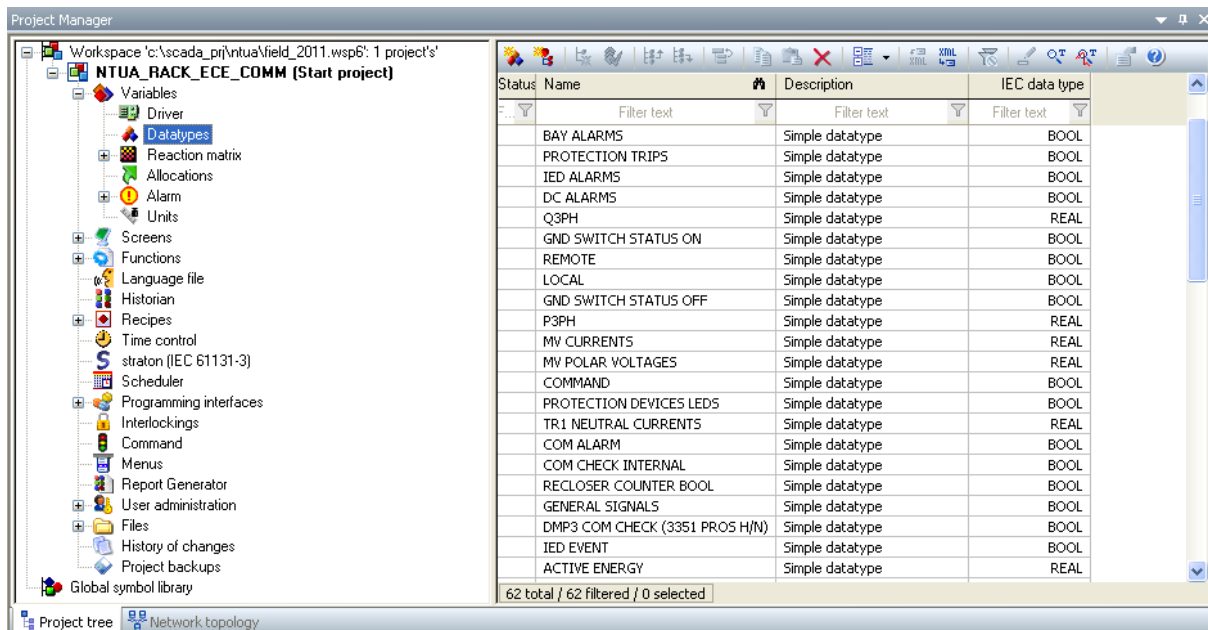 Project Manager
Workspace 'c:\scada_prj\ntua\field_2011.wsp6': 1 project's'
NTUA_RACK_ECE_COMM (Start project)
Variables
Driver
Datatypes
Reaction matrix
Allocations
Alarm
Units
Screens
Functions
Language file
Historian
Recipes
Time control
straton (IEC 61131-3)
Scheduler
Programming interfaces
Interlockings
Command
Menus
Report Generator
User administration
Files
History of changes
Project backups
Global symbol library
Project tree Network topology
XML XML
Status Name Description IEC data type
F... Filter text Filter text Filter text
BAY ALARMS Simple datatype BOOL
PROTECTION TRIPS Simple datatype BOOL
IED ALARMS Simple datatype BOOL
DC ALARMS Simple datatype BOOL
Q3PH Simple datatype REAL
GND SWITCH STATUS ON Simple datatype BOOL
REMOTE Simple datatype BOOL
LOCAL Simple datatype BOOL
GND SWITCH STATUS OFF Simple datatype BOOL
P3PH Simple datatype REAL
MV CURRENTS Simple datatype REAL
MV POLAR VOLTAGES Simple datatype REAL
COMMAND Simple datatype BOOL
PROTECTION DEVICES LEDS Simple datatype BOOL
TR1 NEUTRAL CURRENTS Simple datatype REAL
COM ALARM Simple datatype BOOL
COM CHECK INTERNAL Simple datatype BOOL
RECLOSER COUNTER BOOL Simple datatype BOOL
GENERAL SIGNALS Simple datatype BOOL
DMP3 COM CHECK (3351 PROS H/N) Simple datatype BOOL
IED EVENT Simple datatype BOOL
ACTIVE ENERGY Simple datatype REAL
62 total / 62 filtered / 0 selected